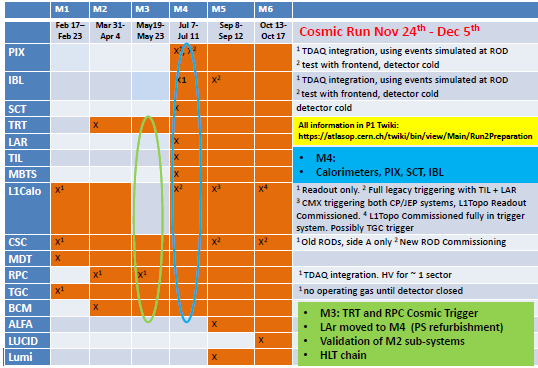 M1 M2 M3 M4 M5 M6
Feb 17– Mar 31- May19- Jul 7- Sep 8– Oct 13- Cosmic Run Nov 24th - Dec 5th
Feb 23 Apr 4 May 23 Jul 11 Sep 12 Oct 17
PIX X1, X2 1 TDAQ integration, using events simulated at ROD
2 test with frontend, detector cold
IBL X1 X2 1 TDAQ integration, using events simulated at ROD
2 test with frontend, detector cold
SCT X detector cold
TRT X X All information in P1 Twiki:
https://atlasop.cern.ch/twiki/bin/view/Main/Run2Preparation
LAR X
TIL X • M4:
MBTS X • Calorimeters, PIX, SCT, IBL
L1Calo X1 X2 X3 X4 1 Readout only. 2 Full legacy triggering with TIL + LAR
3 CMX triggering both CP/JEP systems, L1Topo Readout
Commissioned. 4 L1Topo Commissioned fully in trigger
system. Possibly TGC trigger
CSC X1 X2 X2 1 Old RODs, side A only 2 New ROD Commissioning
MDT X
RPC X1 X1 1 TDAQ integration. HV for ~ 1 sector
TGC X1 1 no operating gas until detector closed
BCM X
ALFA X • M3: TRT and RPC Cosmic Trigger
• LAr moved to M4 (PS refurbishment)
LUCID X • Validation of M2 sub-systems
Lumi X • HLT chain